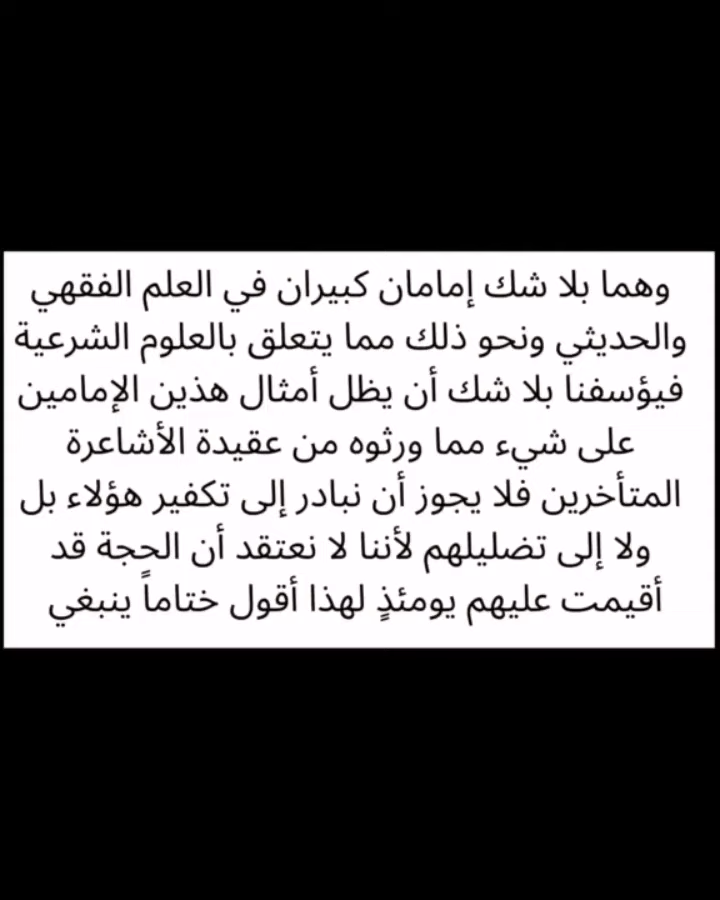 وهما بلا شك إمامان كبيران في العلم الفقهي
والحديثي ونحو ذلك مما يتعلق بالعلوم الشرعية
فيؤسفنا بلا شك أن يظل أمثال هذين الإمامين
على شيء مما ورثوه من عقيدة الأشاعرة
المتأخرين فلا يجوز أن نبادر إلى تكفير هؤلاء بل
ولا إلى تضليلهم لأننا لا نعتقد أن الحجة قد
أقيمت عليهم يومئذٍ لهذا أقول ختاماً ينبغي